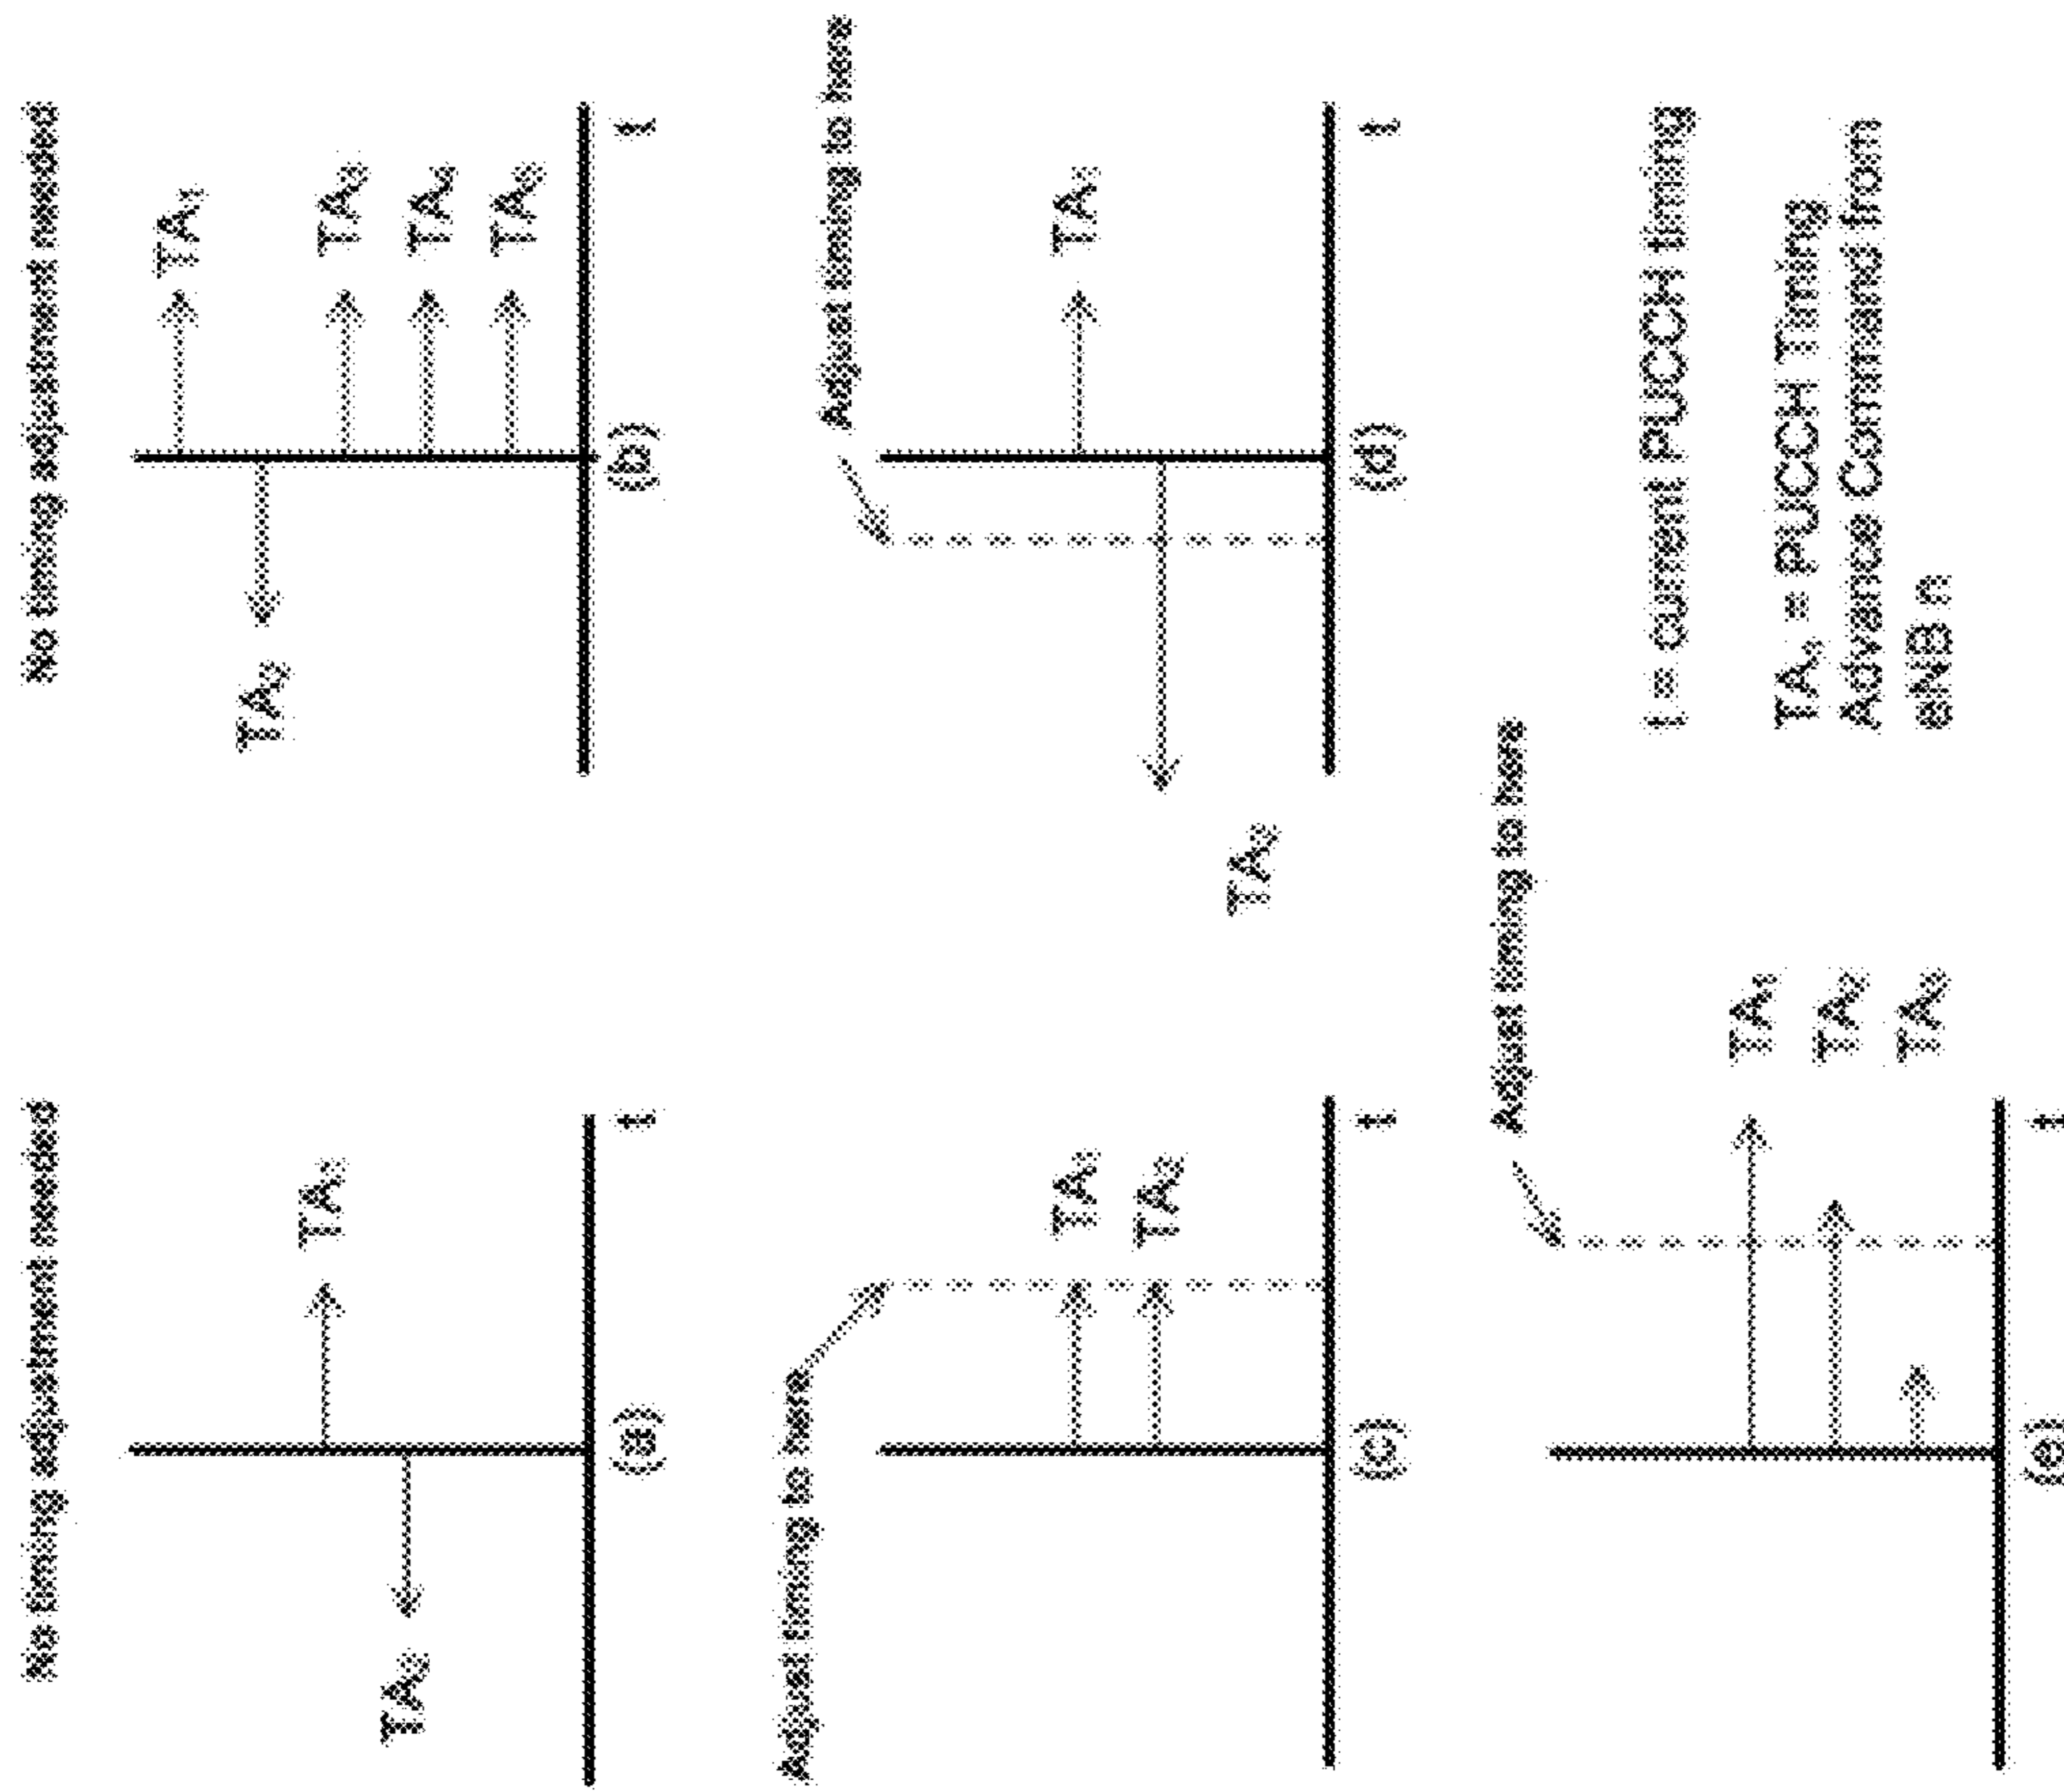 No timing adjustment needed
TA₁
TA₂
t
(a)
No timing adjustment needed
TA₁
TA₂
TA₃
TA₄
TA₅
t
(b)
Adjust timing to here
TA₁
TA₂
t
(c)
Adjust timing to here
TA₁
TA₂
t
(d)
Adjust timing to here
TA₁
TA₂
TA₃
t
(e)
| = current PUCCH timing
TAₙ = PUCCH Timing
Advance Command from
eNB n